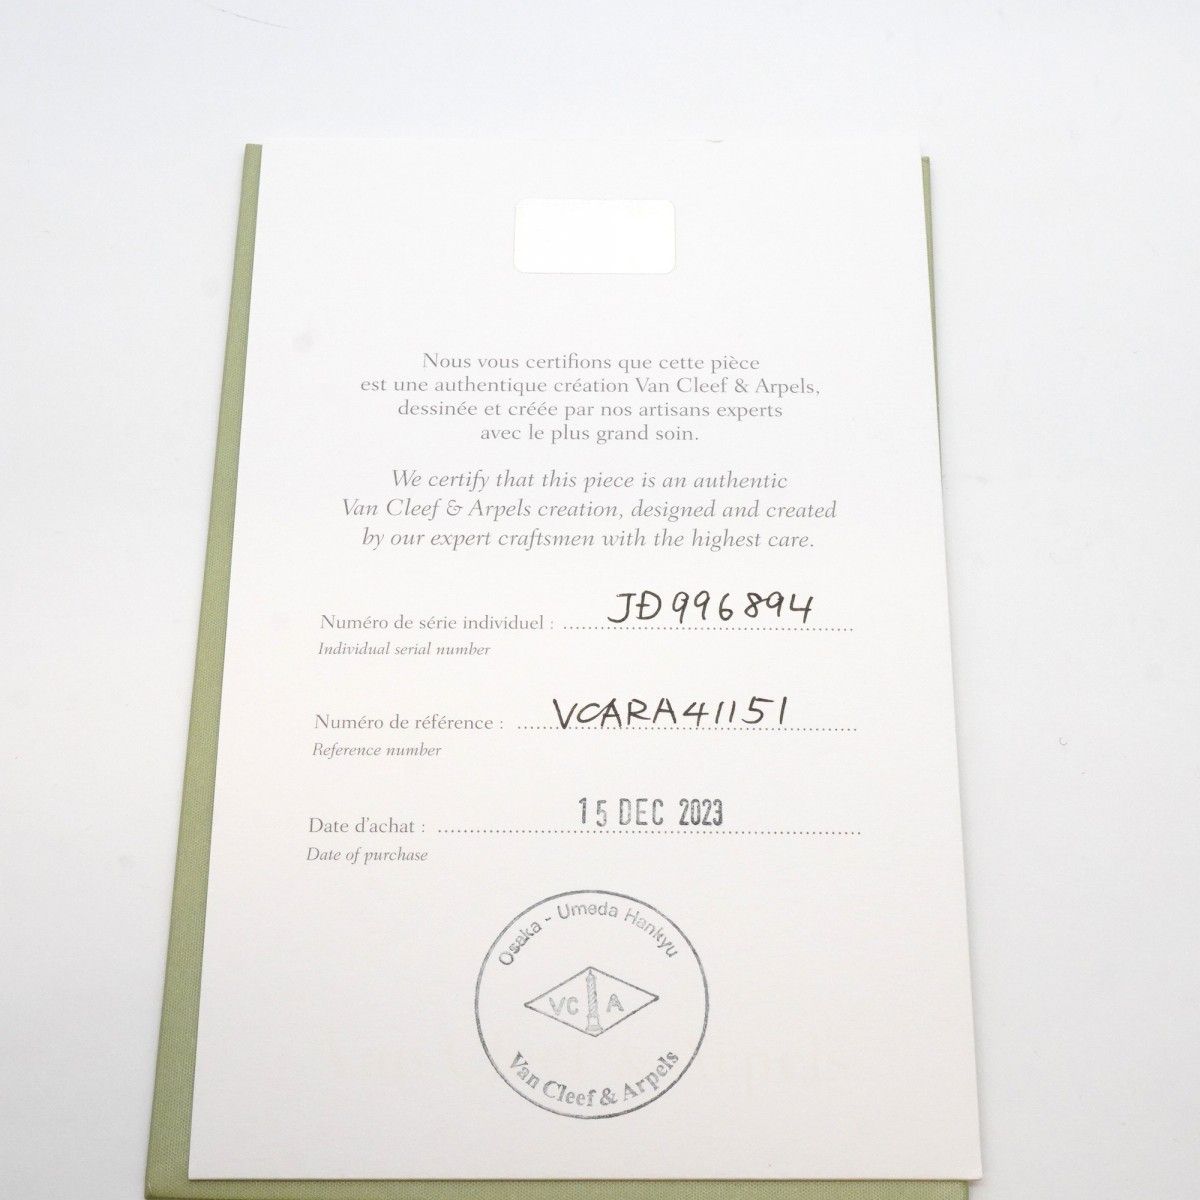 Nous vous certifions que cette pièce
est une authentique création Van Cleef & Arpels,
dessinée et créée par nos artisans experts
avec le plus grand soin.
We certify that this piece is an authentic
Van Cleef & Arpels creation, designed and created
by our expert craftsmen with the highest care.
Numéro de série individuel : JD996894
Individual serial number
Numéro de référence : VCARA41151
Reference number
Date d'achat : 15 DEC 2023
Date of purchase
Osaka - Umeda Hankyu
VC A
Van Cleef & Arpels